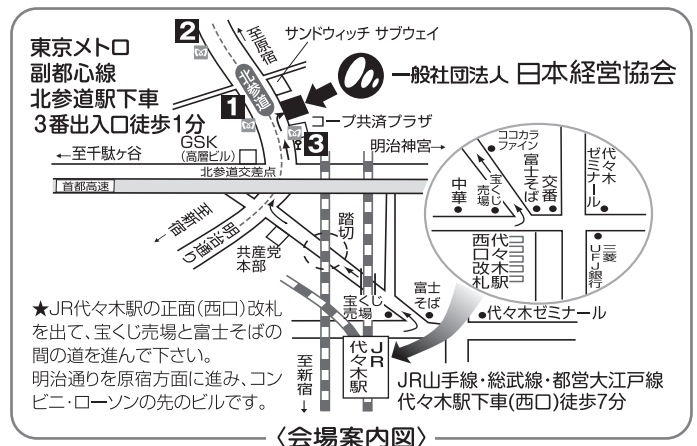 東京メトロ
副都心線
北参道駅下車
3番出入口徒歩1分
2
至原宿
サンドウィッチ サブウェイ
北参道
一般社団法人 日本経営協会
1
コープ共済プラザ
3
GSK
(高層ビル)
←至千駄ヶ谷
明治神宮→
北参道交差点
首都高速
至新宿
明治通り
共産党
本部
踏切
ココカラ
ファイン
宝くじ
売場
中華
富士そば
交番
代々木
ゼミナール
代々木駅
西口改札
三菱
UFJ銀行
宝くじ
売場
富士
そば
代々木ゼミナール
★JR代々木駅の正面(西口)改札
を出て、宝くじ売場と富士そばの
間の道を進んで下さい。
明治通りを原宿方面に進み、コン
ビニ・ローソンの先のビルです。
至新宿
JR
代々木駅
JR山手線・総武線・都営大江戸線
代々木駅下車(西口)徒歩7分
〈会場案内図〉